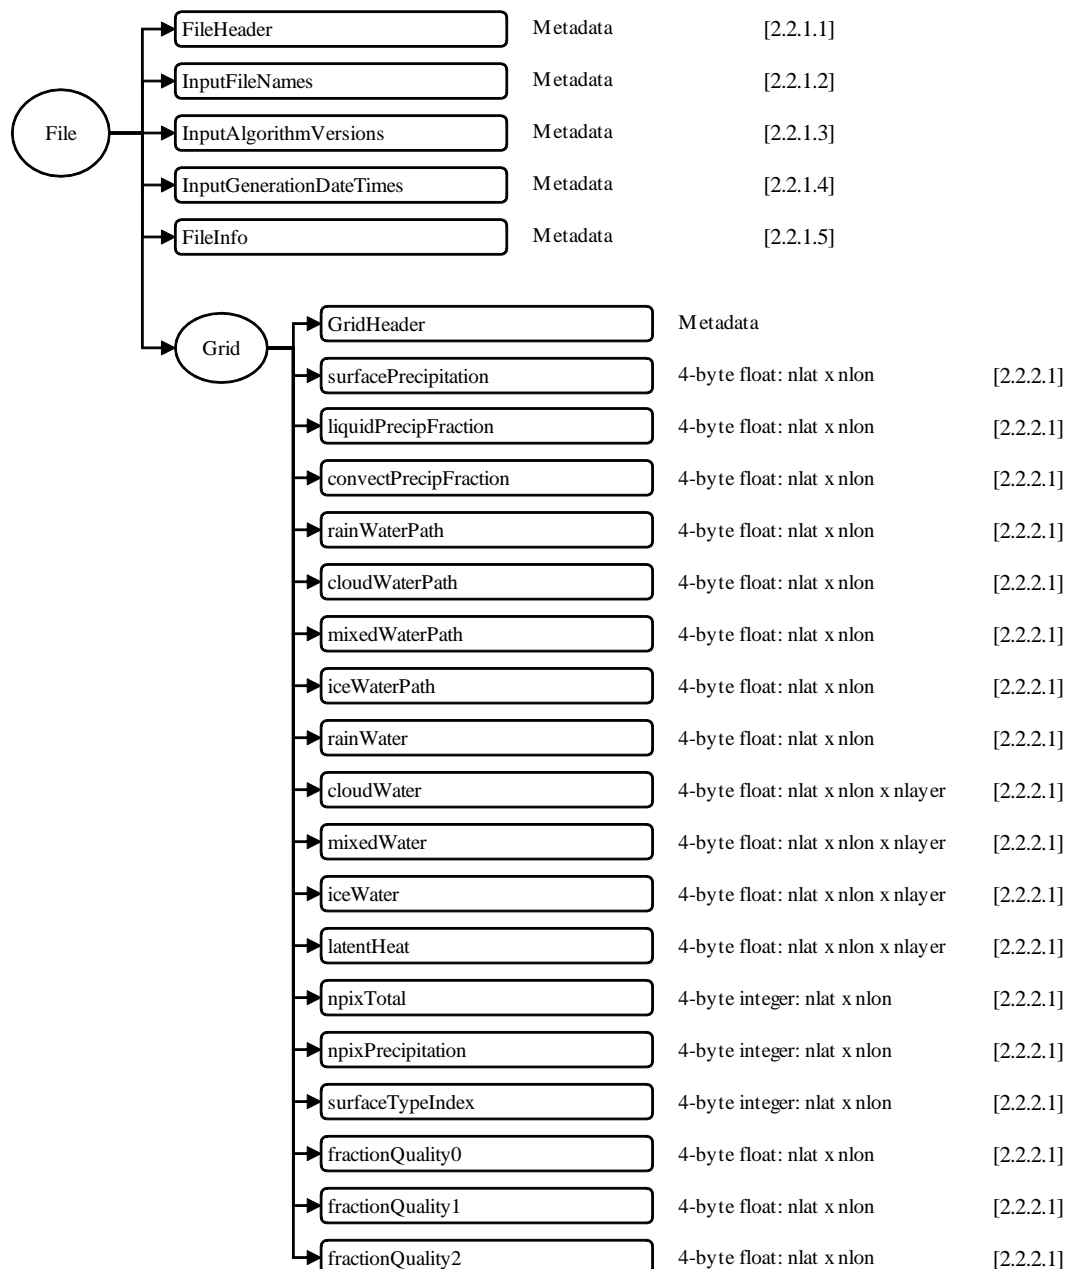 FileHeader Metadata [2.2.1.1]
InputFileNames Metadata [2.2.1.2]
File
InputAlgorithmVersions Metadata [2.2.1.3]
InputGenerationDateTimes Metadata [2.2.1.4]
FileInfo Metadata [2.2.1.5]
GridHeader Metadata
Grid
surfacePrecipitation 4-byte float: nlat x nlon [2.2.2.1]
liquidPrecipFraction 4-byte float: nlat x nlon [2.2.2.1]
convectPrecipFraction 4-byte float: nlat x nlon [2.2.2.1]
rainWaterPath 4-byte float: nlat x nlon [2.2.2.1]
cloudWaterPath 4-byte float: nlat x nlon [2.2.2.1]
mixedWaterPath 4-byte float: nlat x nlon [2.2.2.1]
iceWaterPath 4-byte float: nlat x nlon [2.2.2.1]
rainWater 4-byte float: nlat x nlon [2.2.2.1]
cloudWater 4-byte float: nlat x nlon x nlayer [2.2.2.1]
mixedWater 4-byte float: nlat x nlon x nlayer [2.2.2.1]
iceWater 4-byte float: nlat x nlon x nlayer [2.2.2.1]
latentHeat 4-byte float: nlat x nlon x nlayer [2.2.2.1]
npixTotal 4-byte integer: nlat x nlon [2.2.2.1]
npixPrecipitation 4-byte integer: nlat x nlon [2.2.2.1]
surfaceTypeIndex 4-byte integer: nlat x nlon [2.2.2.1]
fractionQuality0 4-byte float: nlat x nlon [2.2.2.1]
fractionQuality1 4-byte float: nlat x nlon [2.2.2.1]
fractionQuality2 4-byte float: nlat x nlon [2.2.2.1]